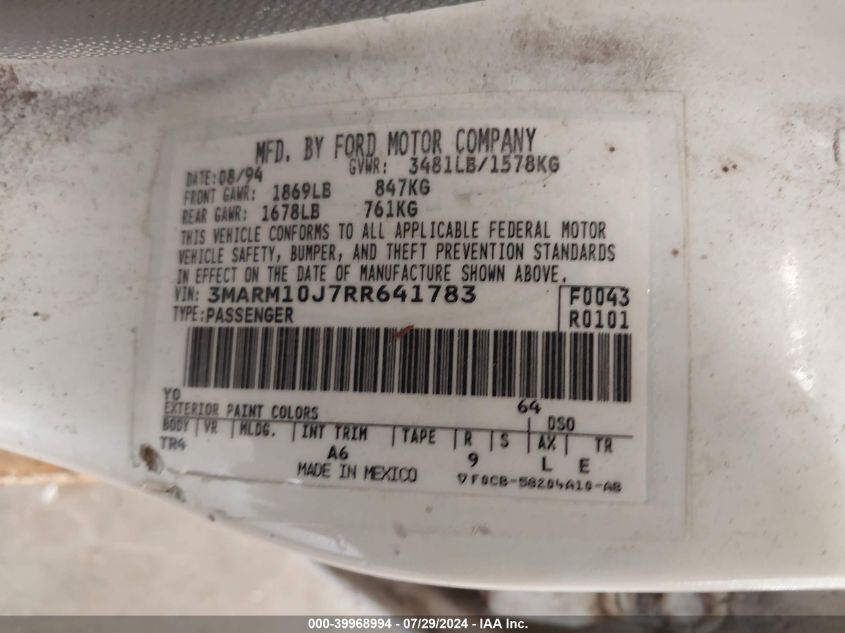 MFD. BY FORD MOTOR COMPANY
DATE: 08/94 GVWR: 3481LB/1578KG
FRONT GAWR: 1869LB 847KG
REAR GAWR: 1678LB 761KG
THIS VEHICLE CONFORMS TO ALL APPLICABLE FEDERAL MOTOR
VEHICLE SAFETY, BUMPER, AND THEFT PREVENTION STANDARDS
IN EFFECT ON THE DATE OF MANUFACTURE SHOWN ABOVE.
VIN: 3MARM10J7RR641783 F0043
TYPE: PASSENGER R0101
YO 64
EXTERIOR PAINT COLORS DSO
BODY VR MLDG. INT TRIM TAPE R S AX TR
TR4 A6 9 L E
MADE IN MEXICO ▽F0CB-58204A10-AB
000-39968994 - 07/29/2024 - IAA Inc.